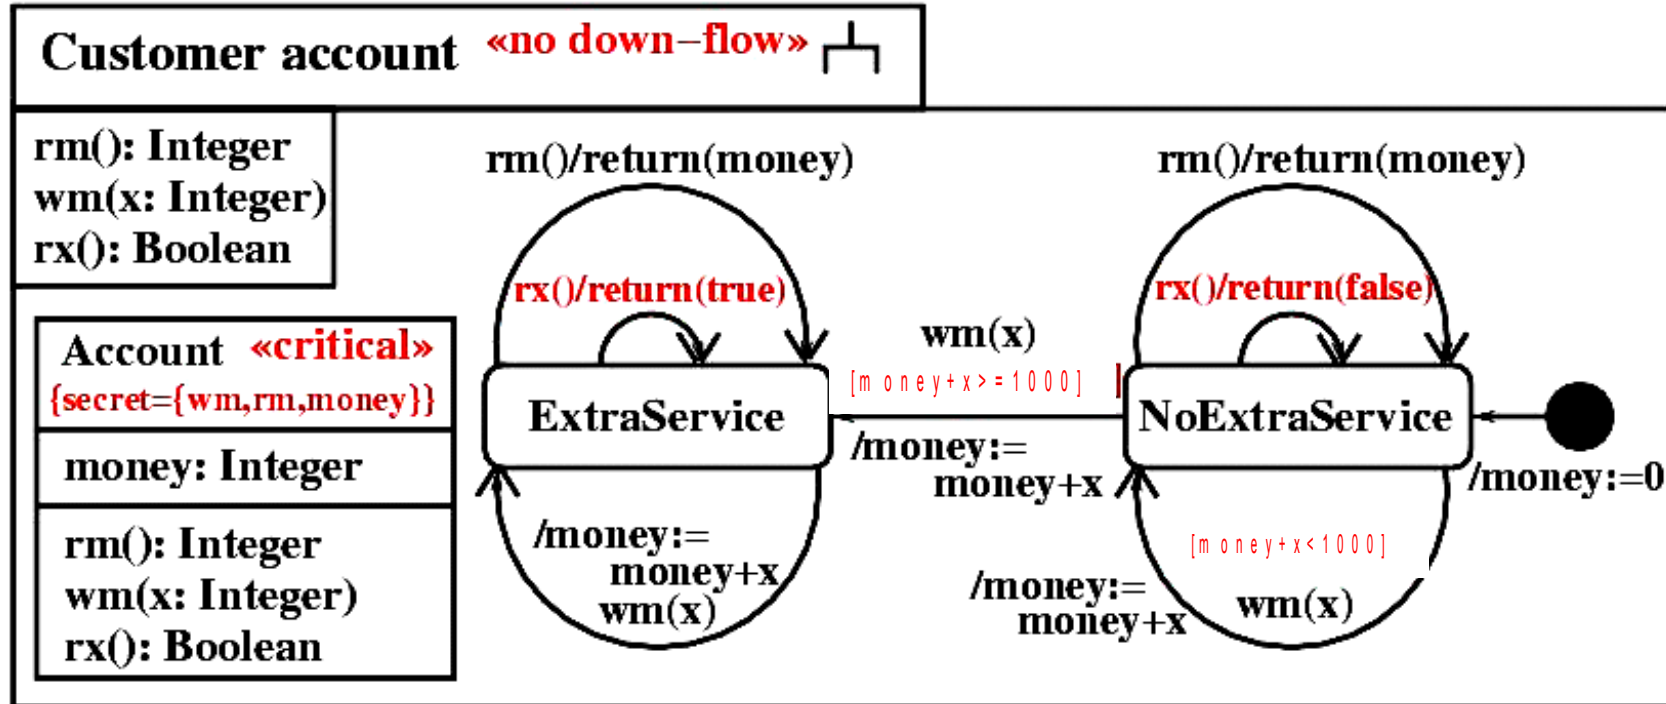 Customer account «no down–flow»
rm(): Integer
wm(x: Integer)
rx(): Boolean
Account «critical»
{secret={wm,rm,money}}
money: Integer
rm(): Integer
wm(x: Integer)
rx(): Boolean
rm()/return(money)
rx()/return(true)
ExtraService
/money:=
money+x
wm(x)
wm(x)
[money+x>=1000] ]
/money:=
money+x
rm()/return(money)
rx()/return(false)
NoExtraService
[money+x<1000]
/money:=
money+x
wm(x)
/money:=0